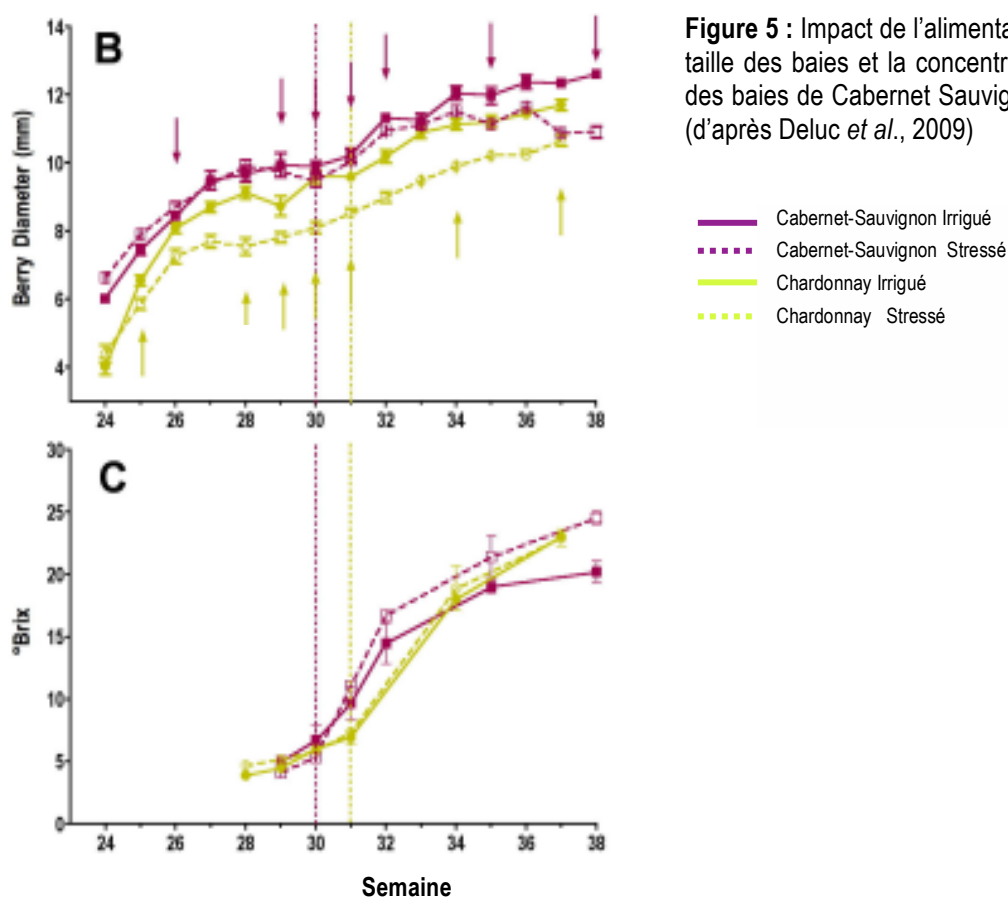 Figure 5 : Impact de l'alimenta
taille des baies et la concentr
des baies de Cabernet Sauvig
(d'après Deluc et al., 2009)
Cabernet-Sauvignon Irrigué
Cabernet-Sauvignon Stressé
Chardonnay Irrigué
Chardonnay Stressé
B
Berry Diameter (mm)
14
12
10
8
6
4
24 26 28 30 32 34 36 38
C
ºBrix
30
25
20
15
10
5
0
24 26 28 30 32 34 36 38
Semaine